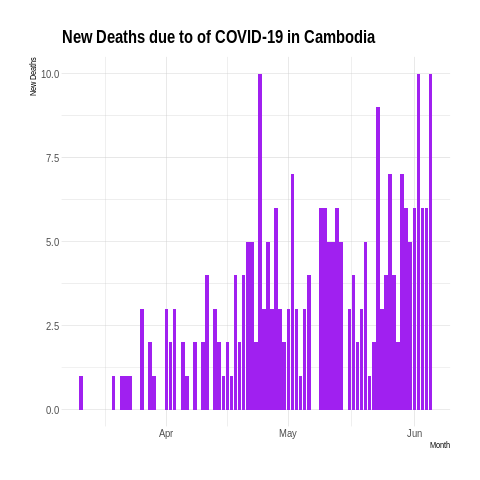 New Deaths due to of COVID-19 in Cambodia
New Deaths
10.0
7.5
5.0
2.5
0.0
Apr
May
Jun
Month